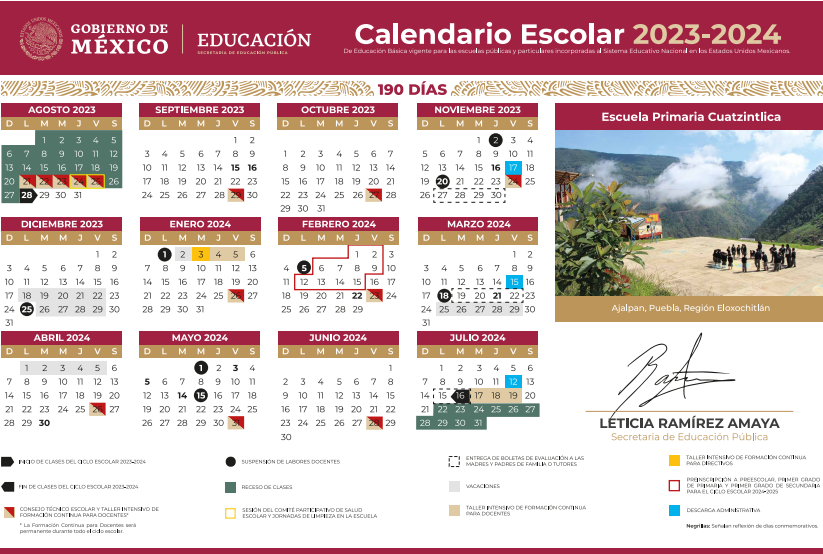 GOBIERNO DE
MÉXICO
EDUCACIÓN
SECRETARÍA DE EDUCACIÓN PÚBLICA
Calendario Escolar 2023-2024
De Educación Básica vigente para las escuelas públicas y particulares incorporadas al Sistema Educativo Nacional en los Estados Unidos Mexicanos.
190 DÍAS
AGOSTO 2023
D L M M J V S
1 2 3 4 5
6 7 8 9 10 11 12
13 14 15 16 17 18 19
20 21 22 23 24 25 26
27 28 29 30 31
SEPTIEMBRE 2023
D L M M J V S
1 2
3 4 5 6 7 8 9
10 11 12 13 14 15 16
17 18 19 20 21 22 23
24 25 26 27 28 29 30
OCTUBRE 2023
D L M M J V S
1 2 3 4 5 6 7
8 9 10 11 12 13 14
15 16 17 18 19 20 21
22 23 24 25 26 27 28
29 30 31
NOVIEMBRE 2023
D L M M J V S
1 2 3 4
5 6 7 8 9 10 11
12 13 14 15 16 17 18
19 20 21 22 23 24 25
26 27 28 29 30
Escuela Primaria Cuatzintlica
Ajalpan, Puebla, Región Eloxochitlán
DICIEMBRE 2023
D L M M J V S
1 2
3 4 5 6 7 8 9
10 11 12 13 14 15 16
17 18 19 20 21 22 23
24 25 26 27 28 29 30
31
ENERO 2024
D L M M J V S
1 2 3 4 5 6
7 8 9 10 11 12 13
14 15 16 17 18 19 20
21 22 23 24 25 26 27
28 29 30 31
FEBRERO 2024
D L M M J V S
1 2 3
4 5 6 7 8 9 10
11 12 13 14 15 16 17
18 19 20 21 22 23 24
25 26 27 28 29
MARZO 2024
D L M M J V S
1 2
3 4 5 6 7 8 9
10 11 12 13 14 15 16
17 18 19 20 21 22 23
24 25 26 27 28 29 30
31
ABRIL 2024
D L M M J V S
1 2 3 4 5 6
7 8 9 10 11 12 13
14 15 16 17 18 19 20
21 22 23 24 25 26 27
28 29 30
MAYO 2024
D L M M J V S
1 2 3 4
5 6 7 8 9 10 11
12 13 14 15 16 17 18
19 20 21 22 23 24 25
26 27 28 29 30 31
JUNIO 2024
D L M M J V S
1
2 3 4 5 6 7 8
9 10 11 12 13 14 15
16 17 18 19 20 21 22
23 24 25 26 27 28 29
30
JULIO 2024
D L M M J V S
1 2 3 4 5 6
7 8 9 10 11 12 13
14 15 16 17 18 19 20
21 22 23 24 25 26 27
28 29 30 31
LETICIA RAMÍREZ AMAYA
Secretaria de Educación Pública
INICIO DE CLASES DEL CICLO ESCOLAR 2023-2024
FIN DE CLASES DEL CICLO ESCOLAR 2023-2024
CONSEJO TÉCNICO ESCOLAR Y TALLER INTENSIVO DE
FORMACIÓN CONTINUA PARA DOCENTES*
* La Formación Continua para Docentes será
permanente durante todo el ciclo escolar.
SUSPENSIÓN DE LABORES DOCENTES
RECESO DE CLASES
SESIÓN DEL COMITÉ PARTICIPATIVO DE SALUD
ESCOLAR Y JORNADAS DE LIMPIEZA EN LA ESCUELA
ENTREGA DE BOLETAS DE EVALUACIÓN A LAS
MADRES Y PADRES DE FAMILIA O TUTORES
VACACIONES
TALLER INTENSIVO DE FORMACIÓN CONTINUA
PARA DOCENTES
TALLER INTENSIVO DE FORMACIÓN CONTINUA
PARA DIRECTIVOS
PREINSCRIPCIÓN A PREESCOLAR, PRIMER GRADO
DE PRIMARIA Y PRIMER GRADO DE SECUNDARIA
PARA EL CICLO ESCOLAR 2024-2025
DESCARGA ADMINISTRATIVA
Negrillas: Señalan reflexión de días conmemorativos.